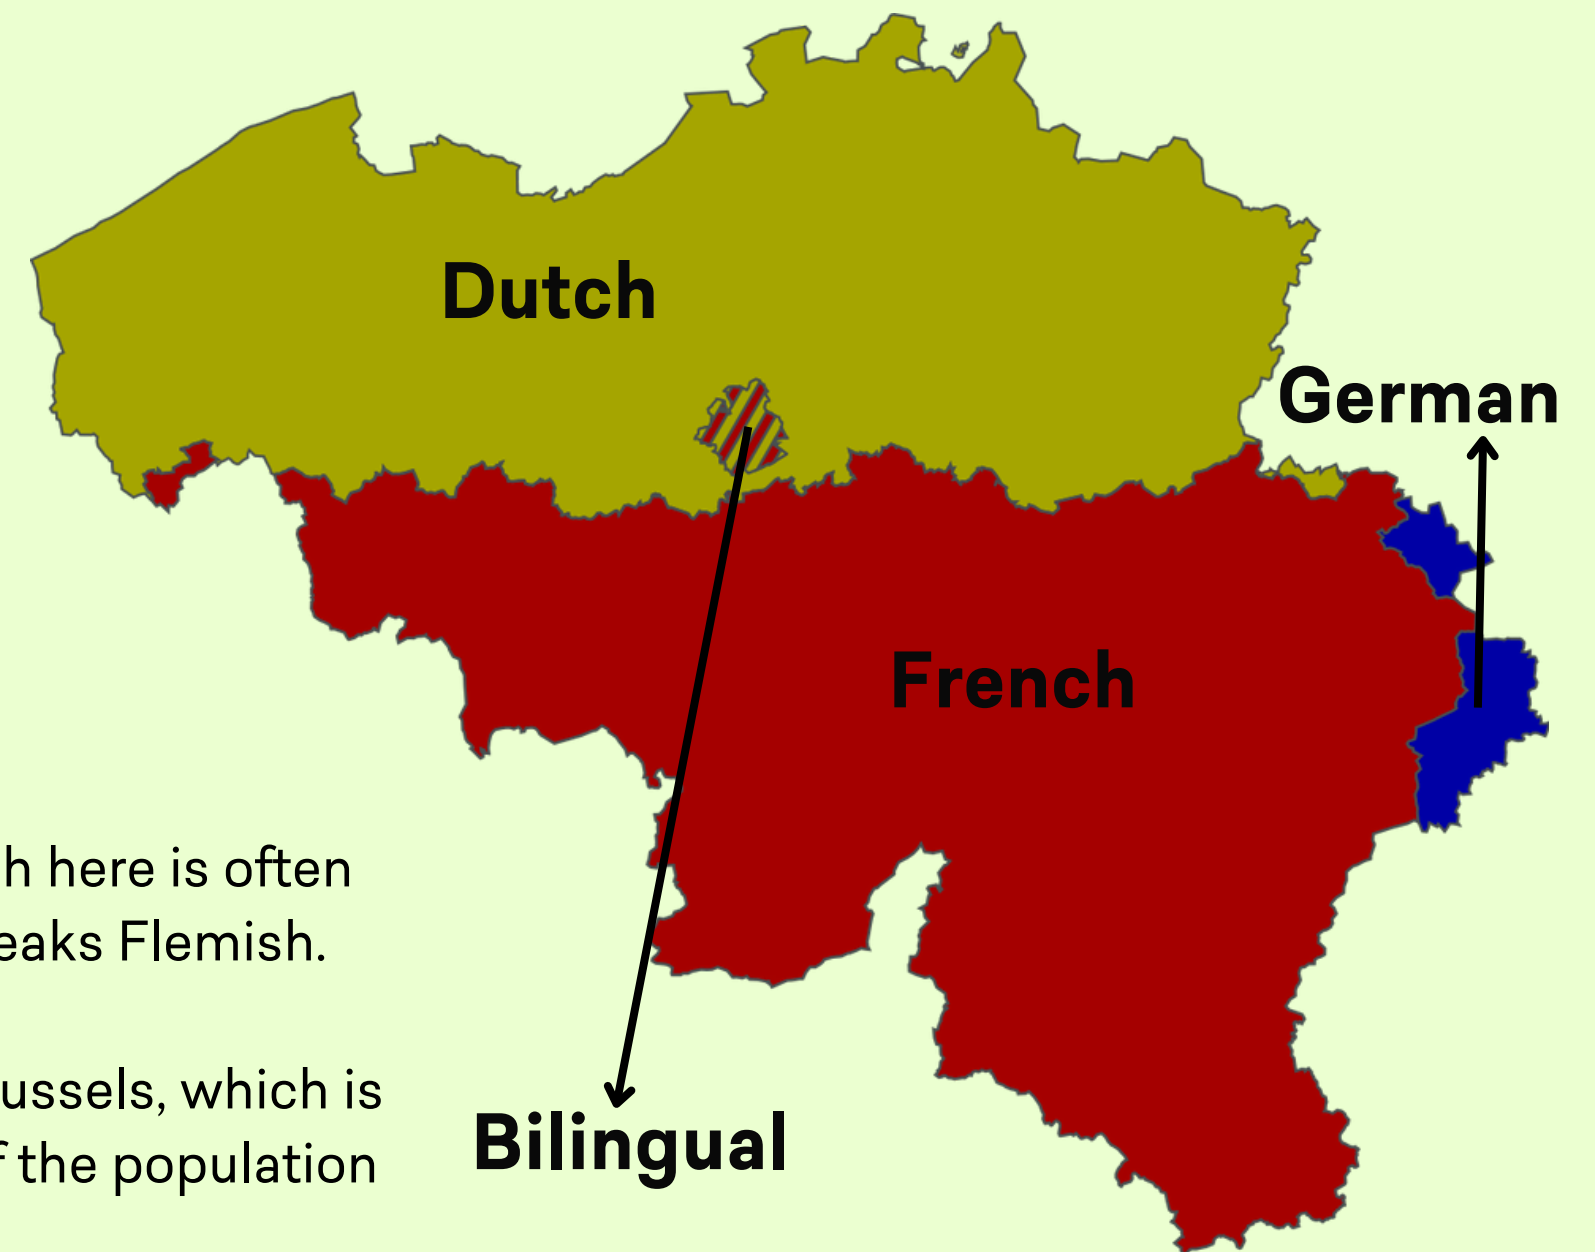 Dutch
German
French
h here is often
eaks Flemish.
ussels, which is
f the population
Bilingual